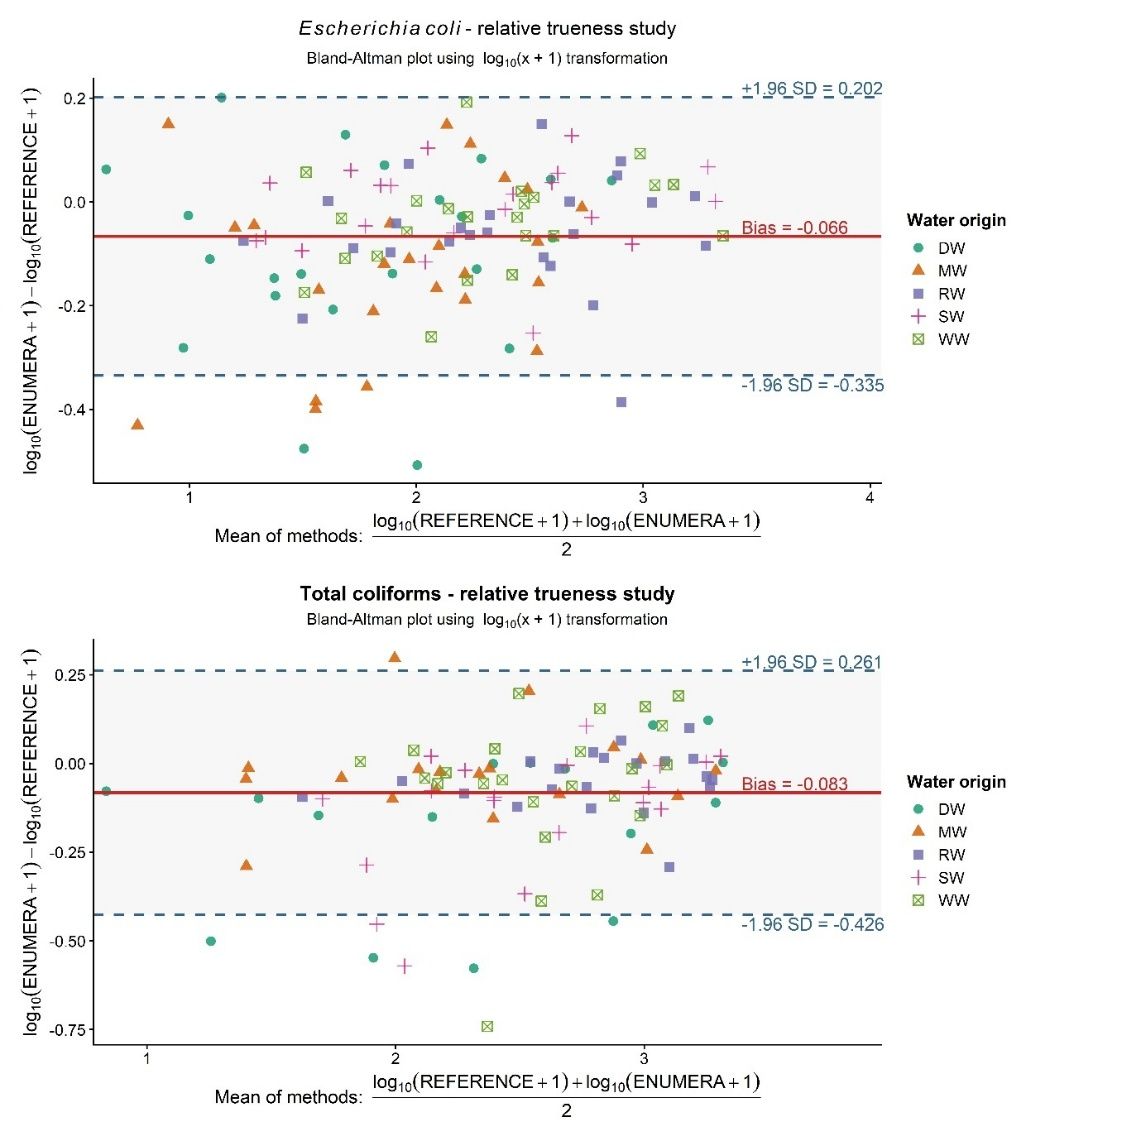 Escherichia coli - relative trueness study
Bland-Altman plot using log10(x + 1) transformation
log10(ENUMERA + 1) − log10(REFERENCE + 1)
0.2
0.0
-0.2
-0.4
+1.96 SD = 0.202
Bias = -0.066
-1.96 SD = -0.335
1 2 3 4
Mean of methods: log10(REFERENCE + 1) + log10(ENUMERA + 1)
2
Water origin
DW
MW
RW
SW
WW
Total coliforms - relative trueness study
Bland-Altman plot using log10(x + 1) transformation
log10(ENUMERA + 1) − log10(REFERENCE + 1)
0.25
0.00
-0.25
-0.50
-0.75
+1.96 SD = 0.261
Bias = -0.083
-1.96 SD = -0.426
1 2 3
Mean of methods: log10(REFERENCE + 1) + log10(ENUMERA + 1)
2
Water origin
DW
MW
RW
SW
WW